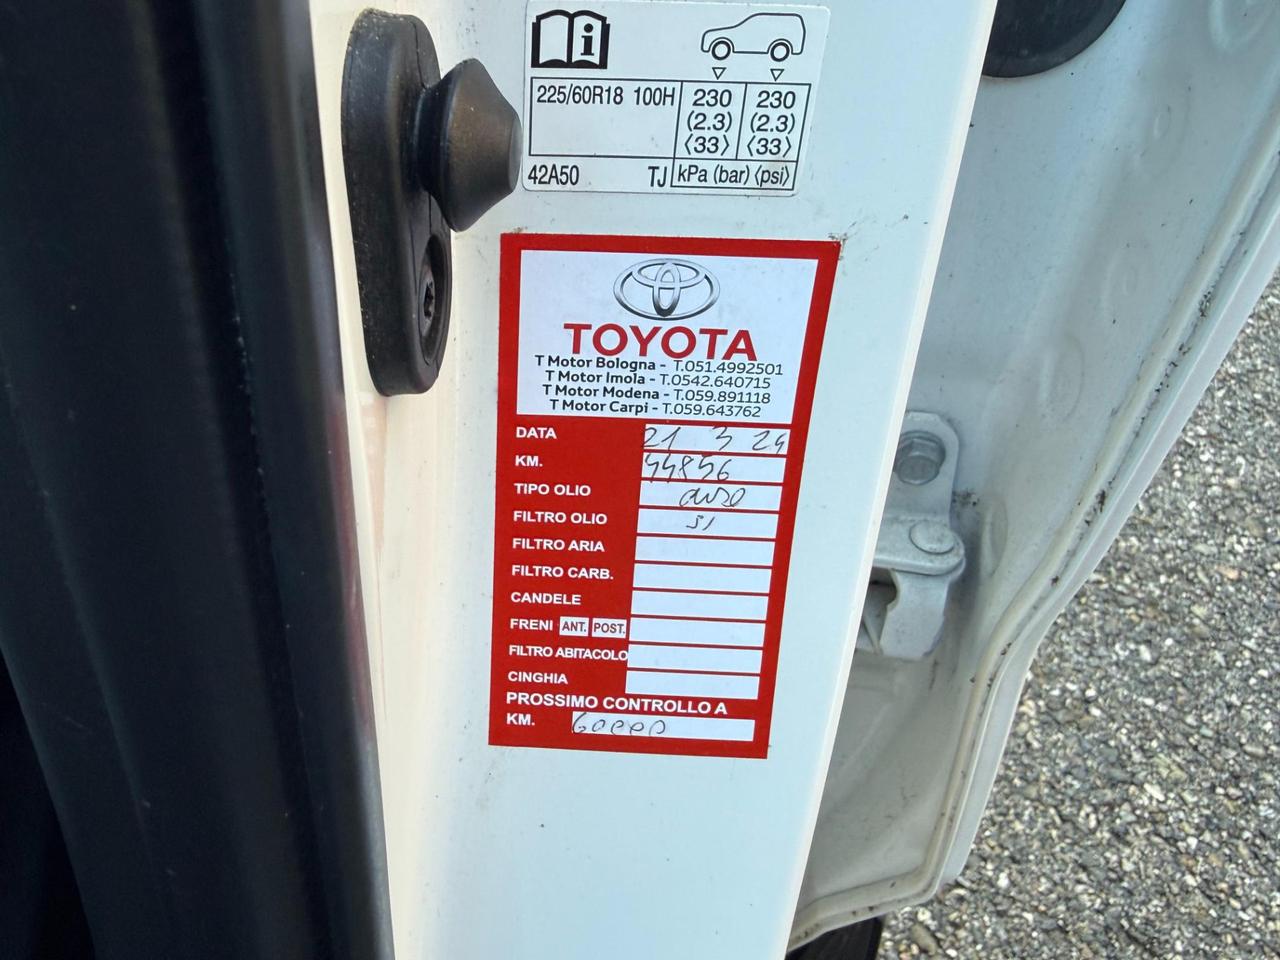 225/60R18 100H 230 230
(2.3) (2.3)
⟨33⟩ ⟨33⟩
42A50 TJ kPa (bar) ⟨psi⟩
TOYOTA
T Motor Bologna - T.051.4992501
T Motor Imola - T.0542.640715
T Motor Modena - T.059.891118
T Motor Carpi - T.059.643762
DATA 21 3 24
KM. 44856
TIPO OLIO
FILTRO OLIO SI
FILTRO ARIA
FILTRO CARB.
CANDELE
FRENI ANT. POST.
FILTRO ABITACOLO
CINGHIA
PROSSIMO CONTROLLO A
KM. 60000